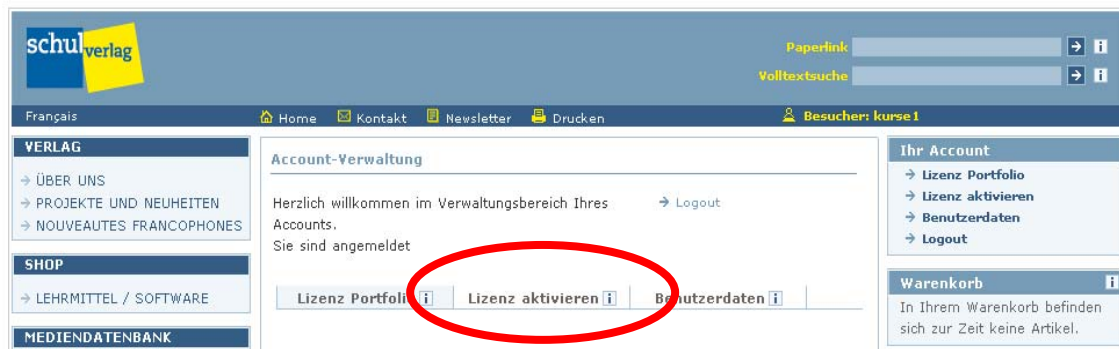 schulverlag
Paperlink
Volltextsuche
Français
Home Kontakt Newsletter Drucken
Besucher: kurse1
VERLAG
ÜBER UNS
PROJEKTE UND NEUHEITEN
NOUVEAUTES FRANCOPHONES
SHOP
LEHRMITTEL / SOFTWARE
MEDIENDATENBANK
Account-Verwaltung
Herzlich willkommen im Verwaltungsbereich Ihres
Accounts.
Sie sind angemeldet
Logout
Lizenz Portfolio i Lizenz aktivieren i Benutzerdaten i
Ihr Account
Lizenz Portfolio
Lizenz aktivieren
Benutzerdaten
Logout
Warenkorb i
In Ihrem Warenkorb befinden
sich zur Zeit keine Artikel.